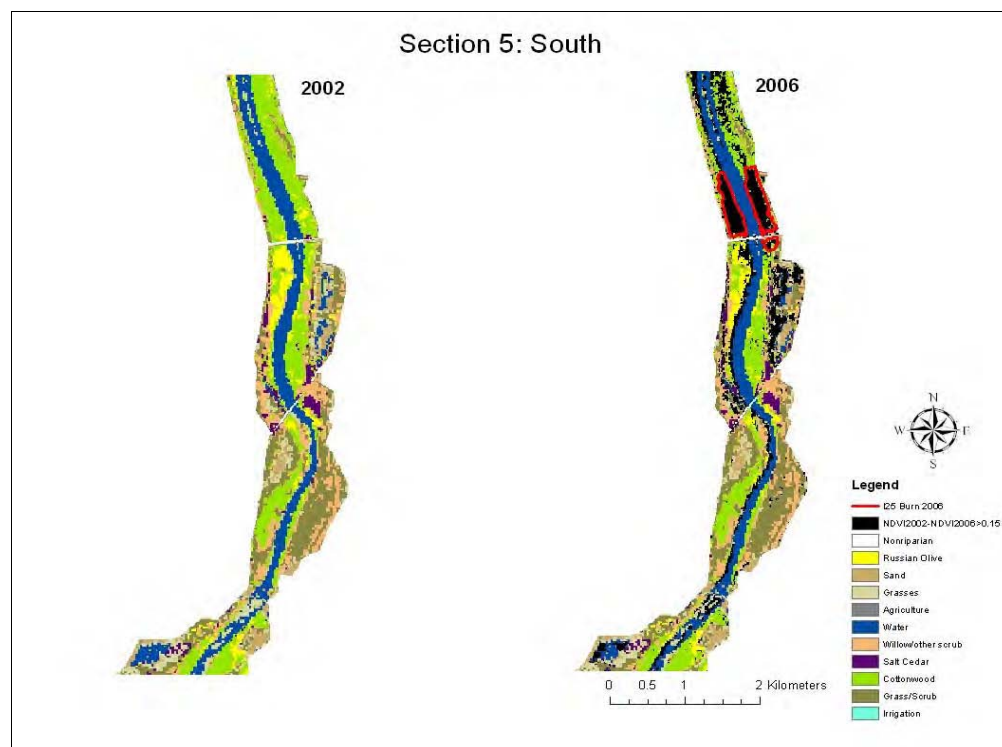 Section 5: South
2002
2006
N
W E
S
Legend
I25 Burn 2006
NDVI2002-NDVI2006>0.15
Nonriparian
Russian Olive
Sand
Grasses
Agriculture
Water
Willow/other scrub
Salt Cedar
Cottonwood
Grass/Scrub
Irrigation
0 0.5 1 2 Kilometers